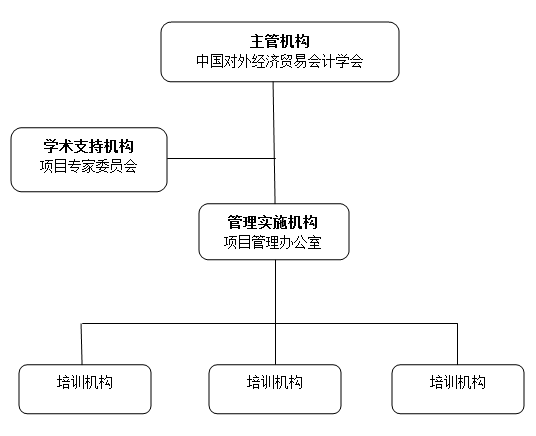 主管机构
中国对外经济贸易会计学会
学术支持机构
项目专家委员会
管理实施机构
项目管理办公室
培训机构
培训机构
培训机构